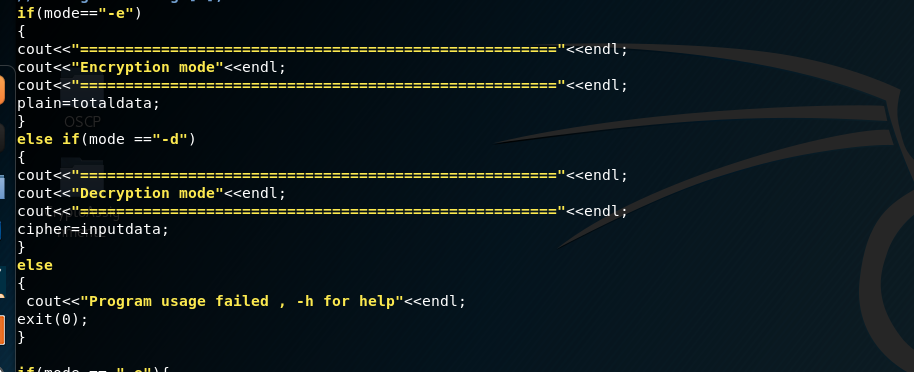 if(mode=="-e")
{
cout<<"====================================================="<<endl;
cout<<"Encryption mode"<<endl;
cout<<"====================================================="<<endl;
plain=totaldata;
}
OSCP
else if(mode =="-d")
{
cout<<"====================================================="<<endl;
cout<<"Decryption mode"<<endl;
cout<<"====================================================="<<endl;
cipher=inputdata;
}
else
{
 cout<<"Program usage failed , -h for help"<<endl;
exit(0);
}
if(mode == "-e"){